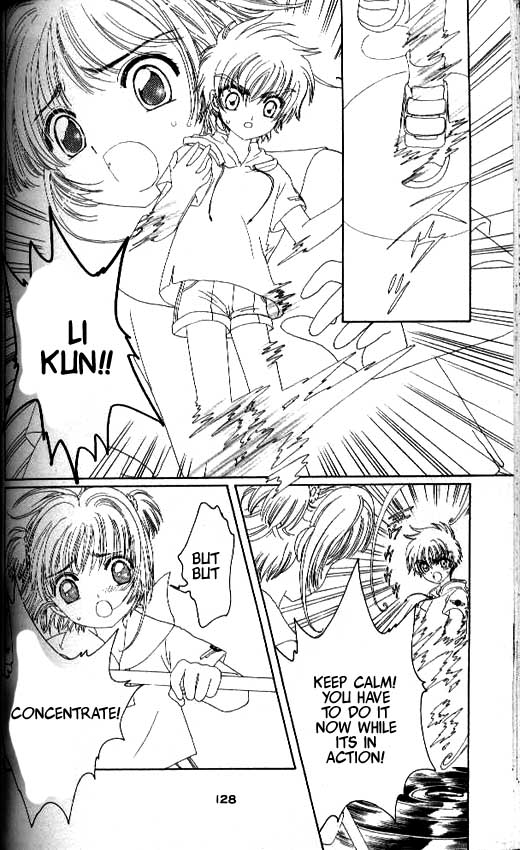 LI
KUN!!
KEEP CALM!
YOU HAVE
TO DO IT
NOW WHILE
ITS IN
ACTION!
BUT
BUT
CONCENTRATE!
128